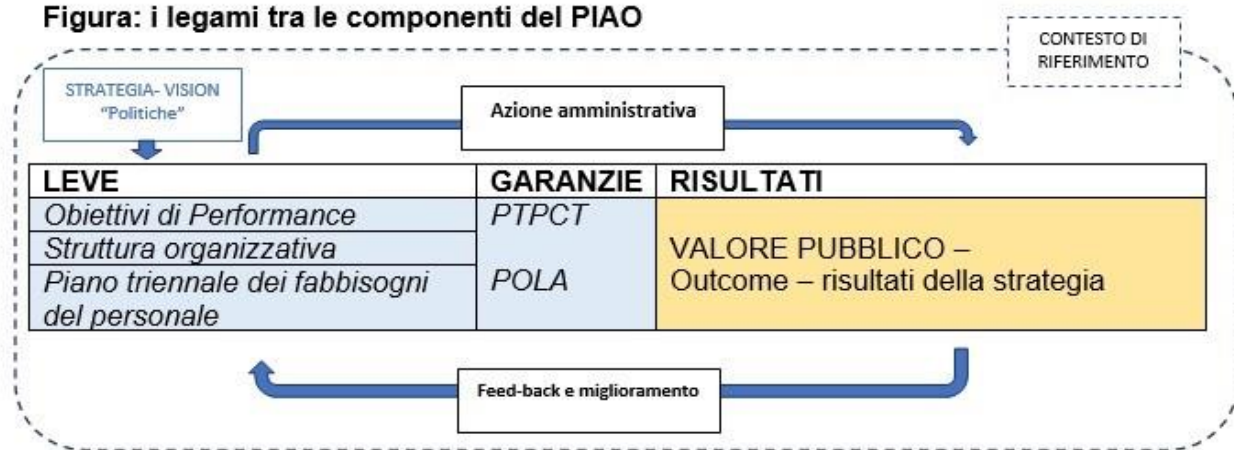 Figura: i legami tra le componenti del PIAO
CONTESTO DI
RIFERIMENTO
STRATEGIA- VISION
“Politiche”
Azione amministrativa
LEVE
GARANZIE
RISULTATI
Obiettivi di Performance
PTPCT
Struttura organizzativa
Piano triennale dei fabbisogni
del personale
POLA
VALORE PUBBLICO –
Outcome – risultati della strategia
Feed-back e miglioramento